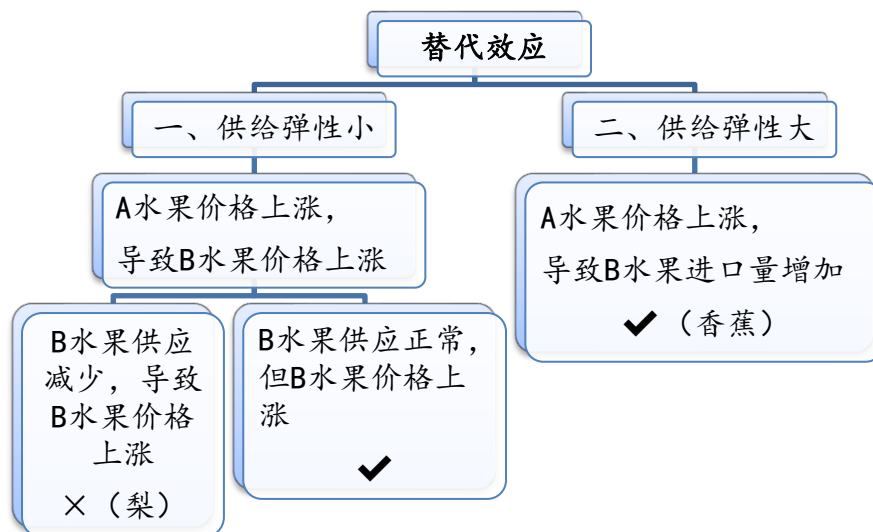 替代效应
一、供给弹性小
二、供给弹性大
A水果价格上涨，
导致B水果价格上涨
A水果价格上涨，
导致B水果进口量增加
✔（香蕉）
B水果供应
减少，导致
B水果价格
上涨
×（梨）
B水果供应正常，
但B水果价格上
涨
✔